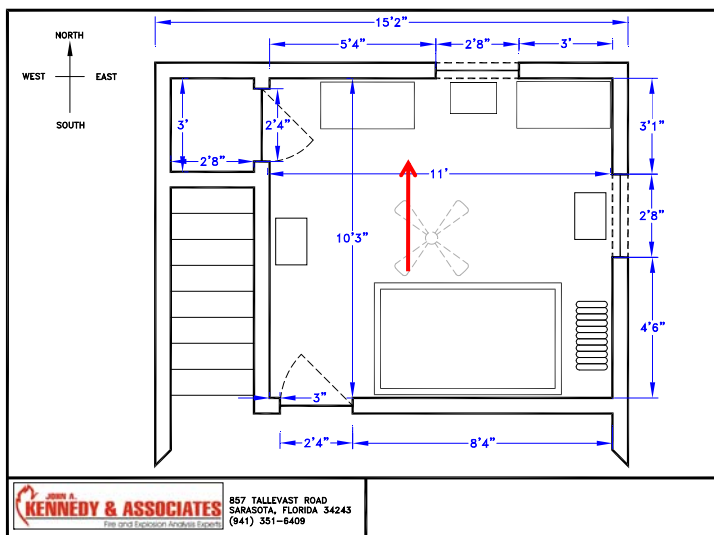 15'2"
NORTH
5'4" 2'8" 3'
WEST EAST
SOUTH
3' 2'4" 3'1"
2'8"
11'
2'8"
10'3"
4'6"
3"
2'4" 8'4"
JOHN A.
KENNEDY & ASSOCIATES
Fire and Explosion Analysis Experts
857 TALLEVAST ROAD
SARASOTA, FLORIDA 34243
(941) 351-6409